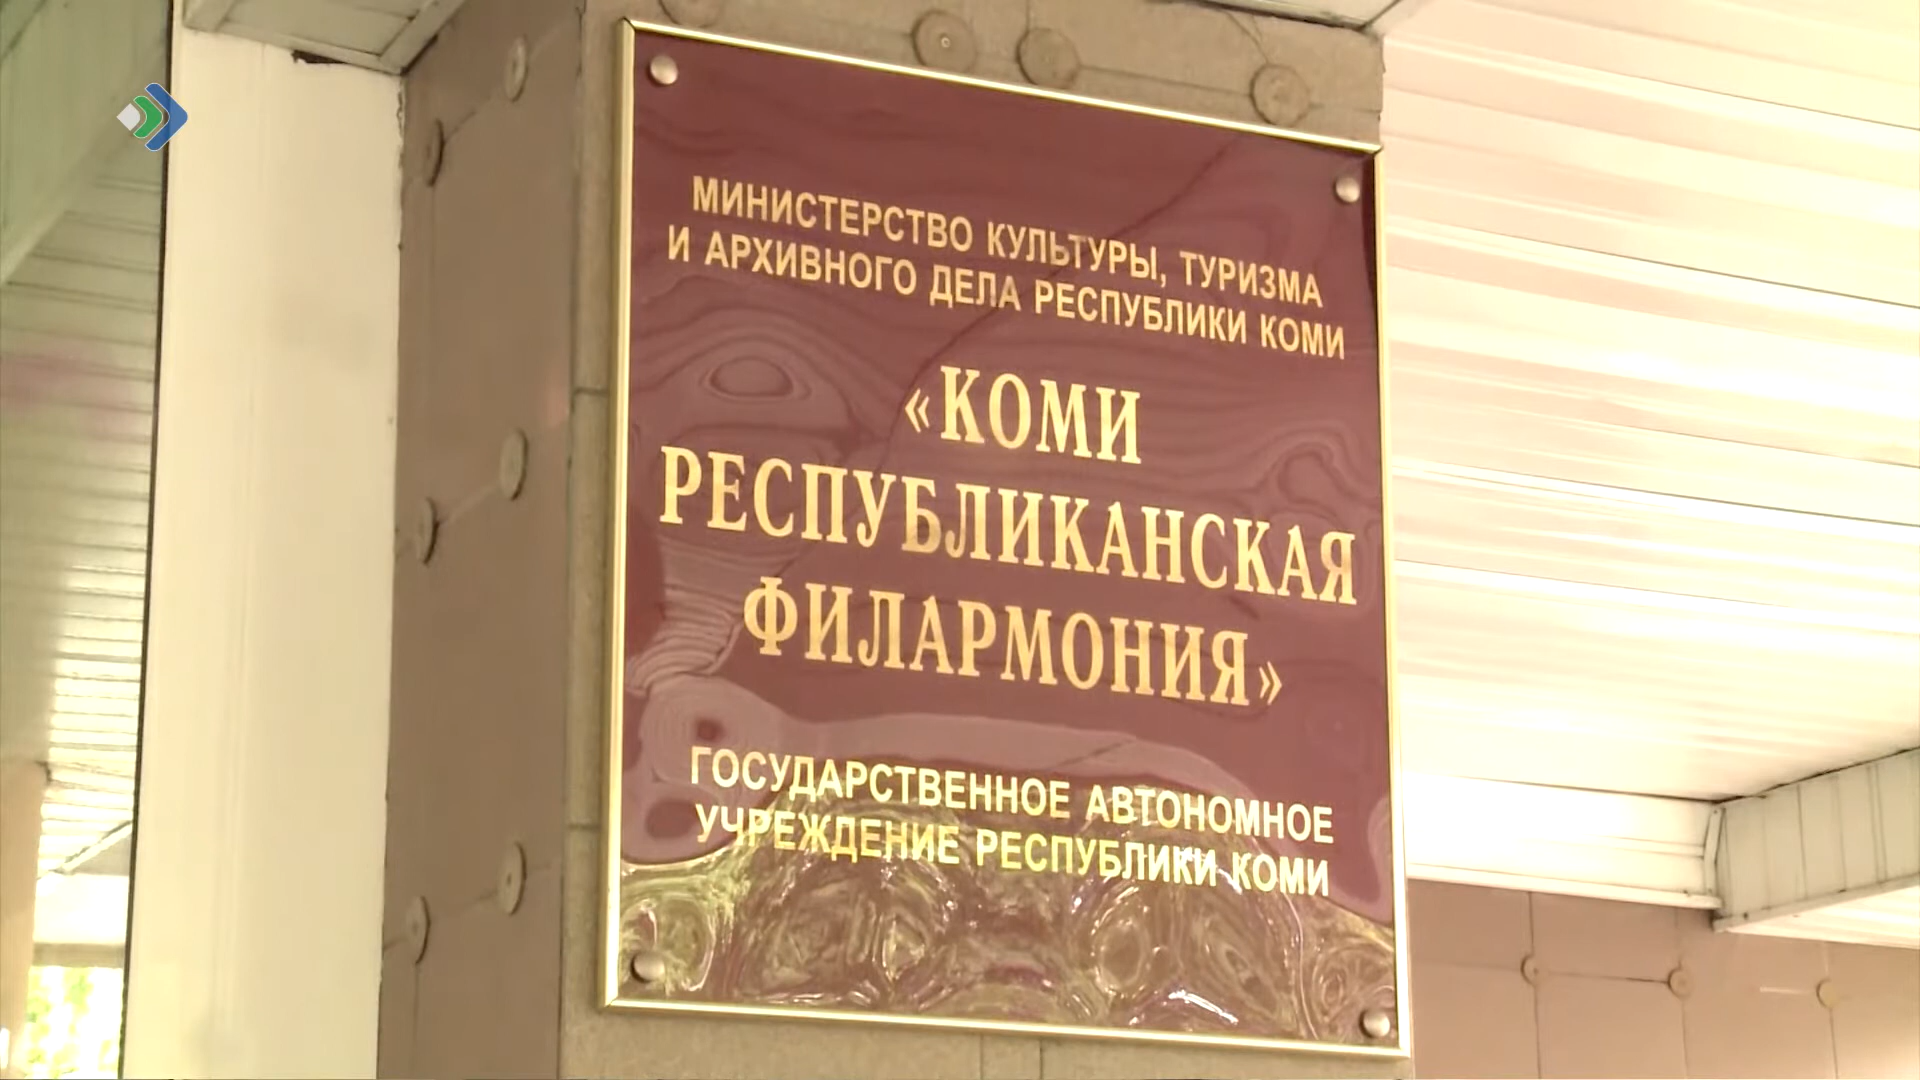 МИНИСТЕРСТВО КУЛЬТУРЫ, ТУРИЗМА
И АРХИВНОГО ДЕЛА РЕСПУБЛИКИ КОМИ
«КОМИ
РЕСПУБЛИКАНСКАЯ
ФИЛАРМОНИЯ»
ГОСУДАРСТВЕННОЕ АВТОНОМНОЕ
УЧРЕЖДЕНИЕ РЕСПУБЛИКИ КОМИ